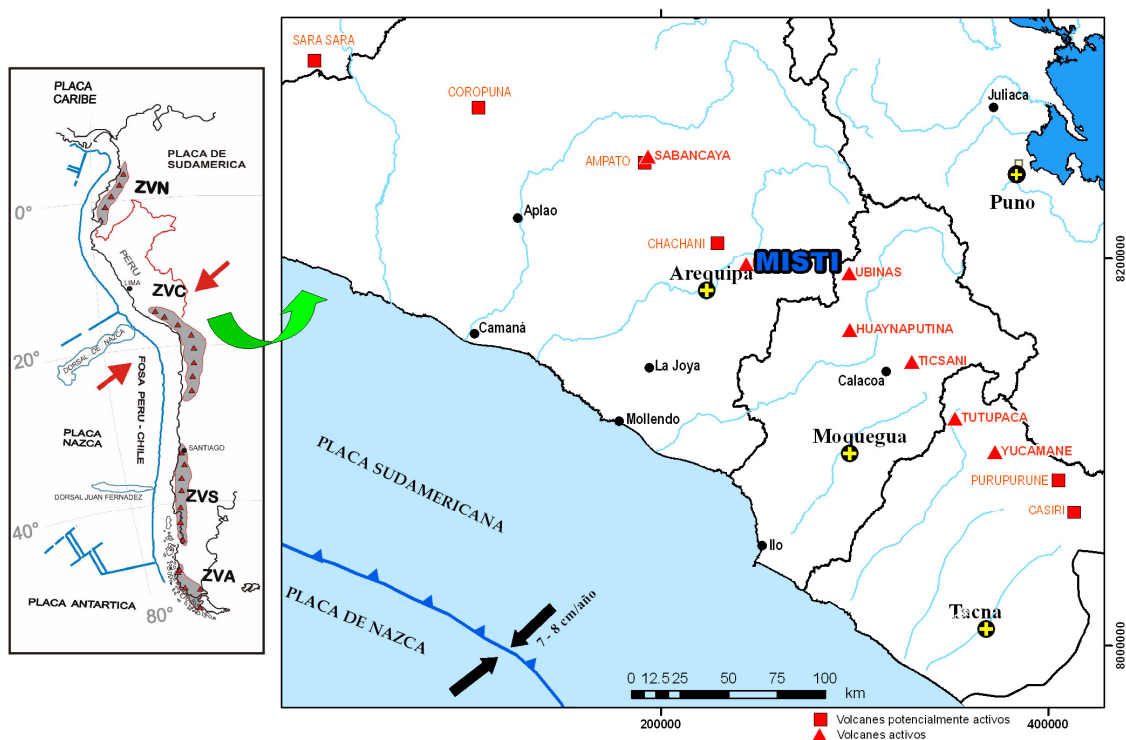 PLACA
CARIBE
PLACA DE
SUDAMERICA
ZVN
0°
PERU
LIMA
ZVC
DORSAL DE NAZCA
20°
FOSA PERU - CHILE
PLACA
NAZCA
SANTIAGO
DORSAL JUAN FERNADEZ
ZVS
40°
ZVA
PLACA ANTARTICA
80°
SARA SARA
COROPUNA
Juliaca
AMPATO
SABANCAYA
Puno
Aplao
CHACHANI
MISTI
Arequipa
UBINAS
8200000
Camaná
HUAYNAPUTINA
La Joya
TICSANI
Calacoa
Mollendo
TUTUPACA
Moquegua
YUCAMANE
PURUPURUNE
CASIRI
PLACA SUDAMERICANA
Ilo
PLACA DE NAZCA
7 - 8 cm/año
Tacna
8000000
0 12.5 25 50 75 100
km
200000
400000
Volcanes potencialmente activos
Volcanes activos